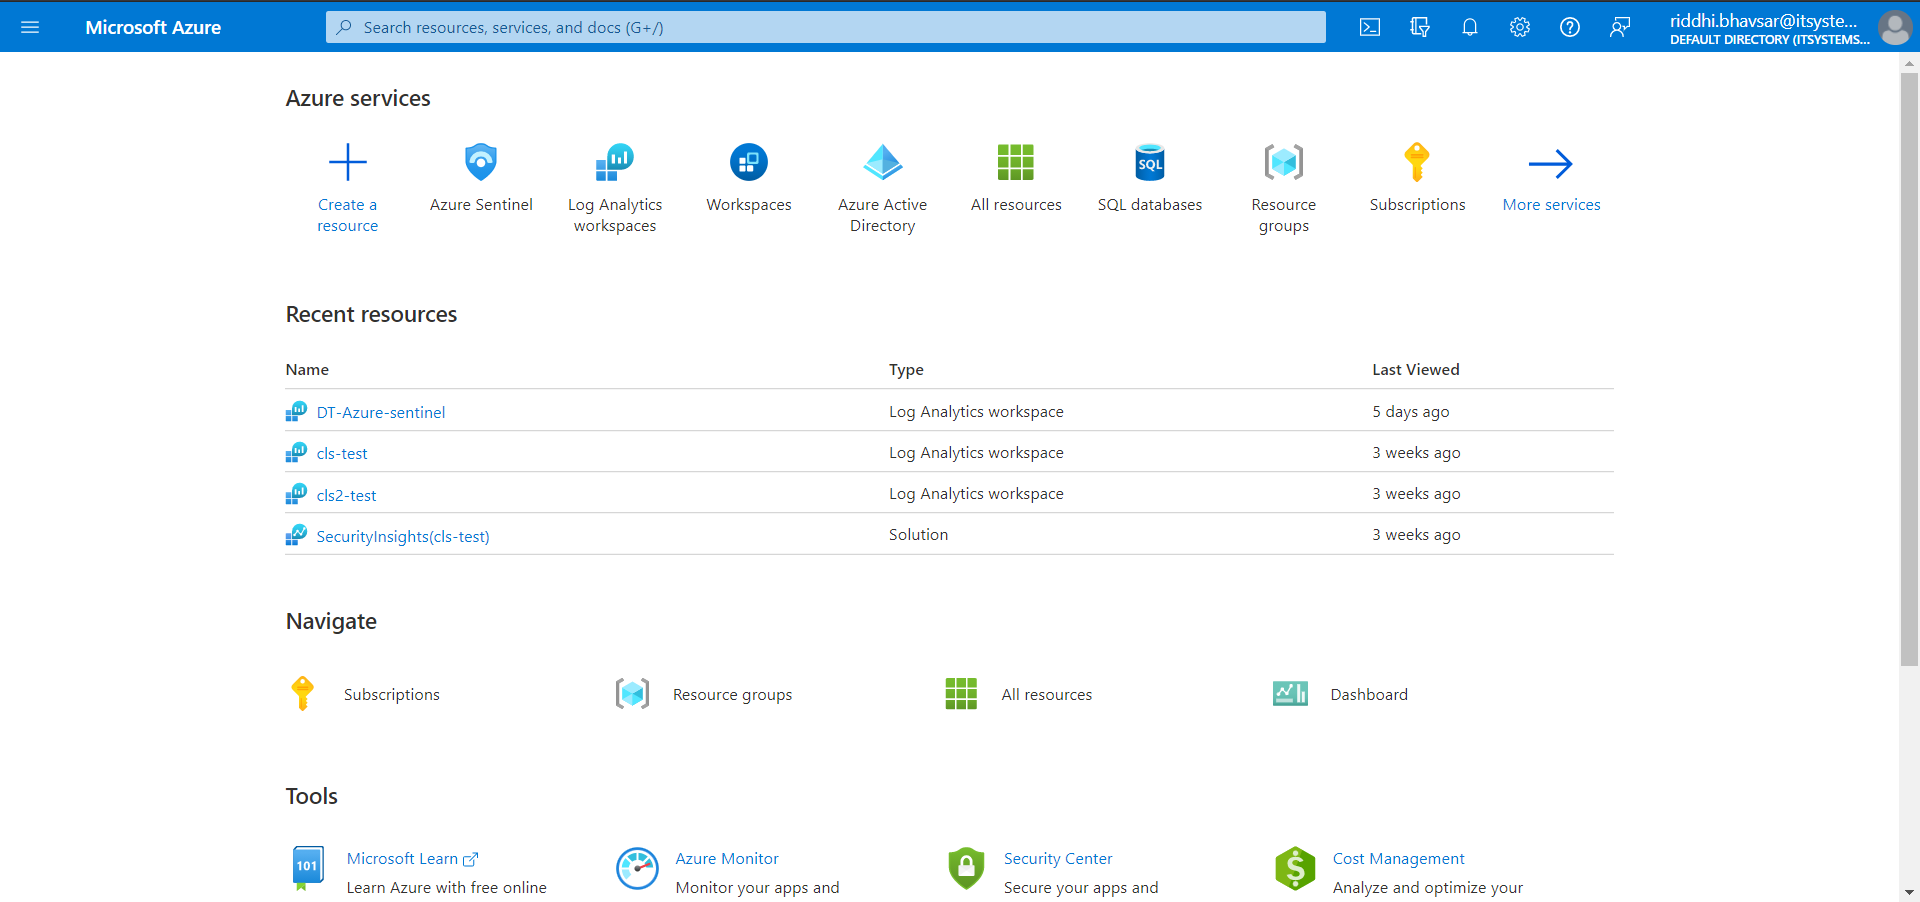 Microsoft Azure
Search resources, services, and docs (G+/)
riddhi.bhavsar@itsyste...
DEFAULT DIRECTORY (ITSYSTEMS...
Azure services
Create a
resource
Azure Sentinel
Log Analytics
workspaces
Workspaces
Azure Active
Directory
All resources
SQL
SQL databases
Resource
groups
Subscriptions
More services
Recent resources
Name Type Last Viewed
DT-Azure-sentinel Log Analytics workspace 5 days ago
cls-test Log Analytics workspace 3 weeks ago
cls2-test Log Analytics workspace 3 weeks ago
SecurityInsights(cls-test) Solution 3 weeks ago
Navigate
Subscriptions Resource groups All resources Dashboard
Tools
101
Microsoft Learn
Learn Azure with free online
Azure Monitor
Monitor your apps and
Security Center
Secure your apps and
$
Cost Management
Analyze and optimize your